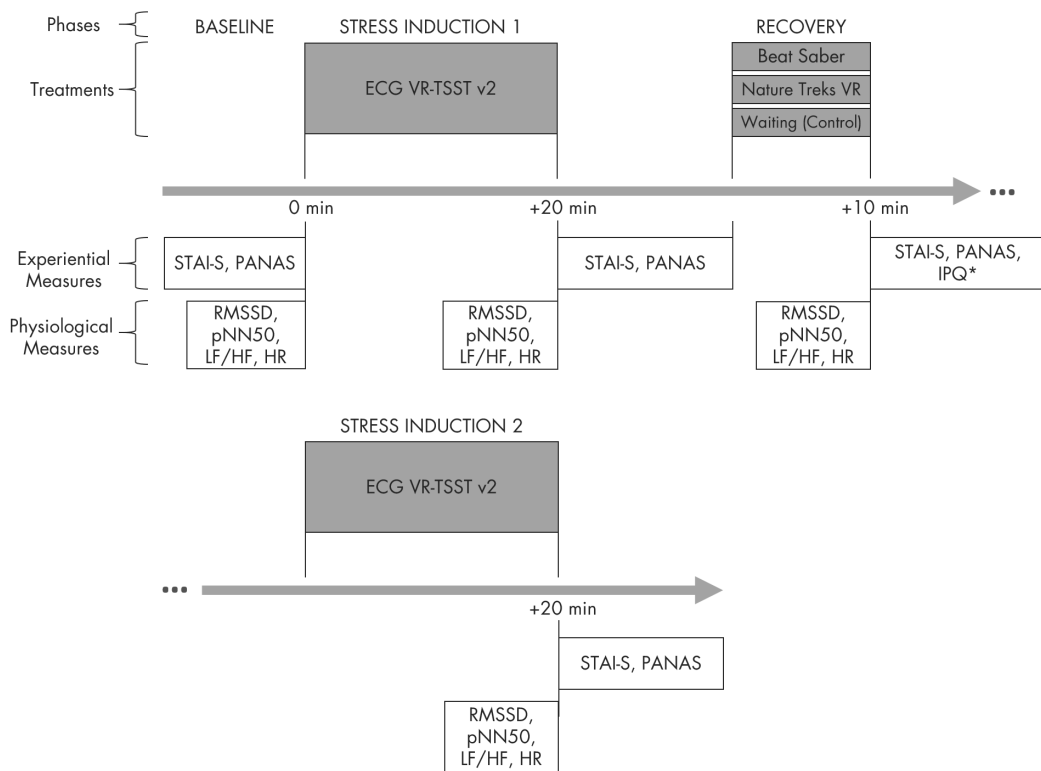 Phases
BASELINE
STRESS INDUCTION 1
RECOVERY
Treatments
ECG VR-TSST v2
Beat Saber
Nature Treks VR
Waiting (Control)
0 min
+20 min
+10 min
Experiential
Measures
STAI-S, PANAS
STAI-S, PANAS
STAI-S, PANAS,
IPQ*
Physiological
Measures
RMSSD,
pNN50,
LF/HF, HR
RMSSD,
pNN50,
LF/HF, HR
RMSSD,
pNN50,
LF/HF, HR
STRESS INDUCTION 2
ECG VR-TSST v2
+20 min
STAI-S, PANAS
RMSSD,
pNN50,
LF/HF, HR